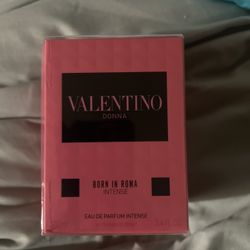 VALENTINO
DONNA
BORN IN ROMA
INTENSE
EAU DE PARFUM INTENSE